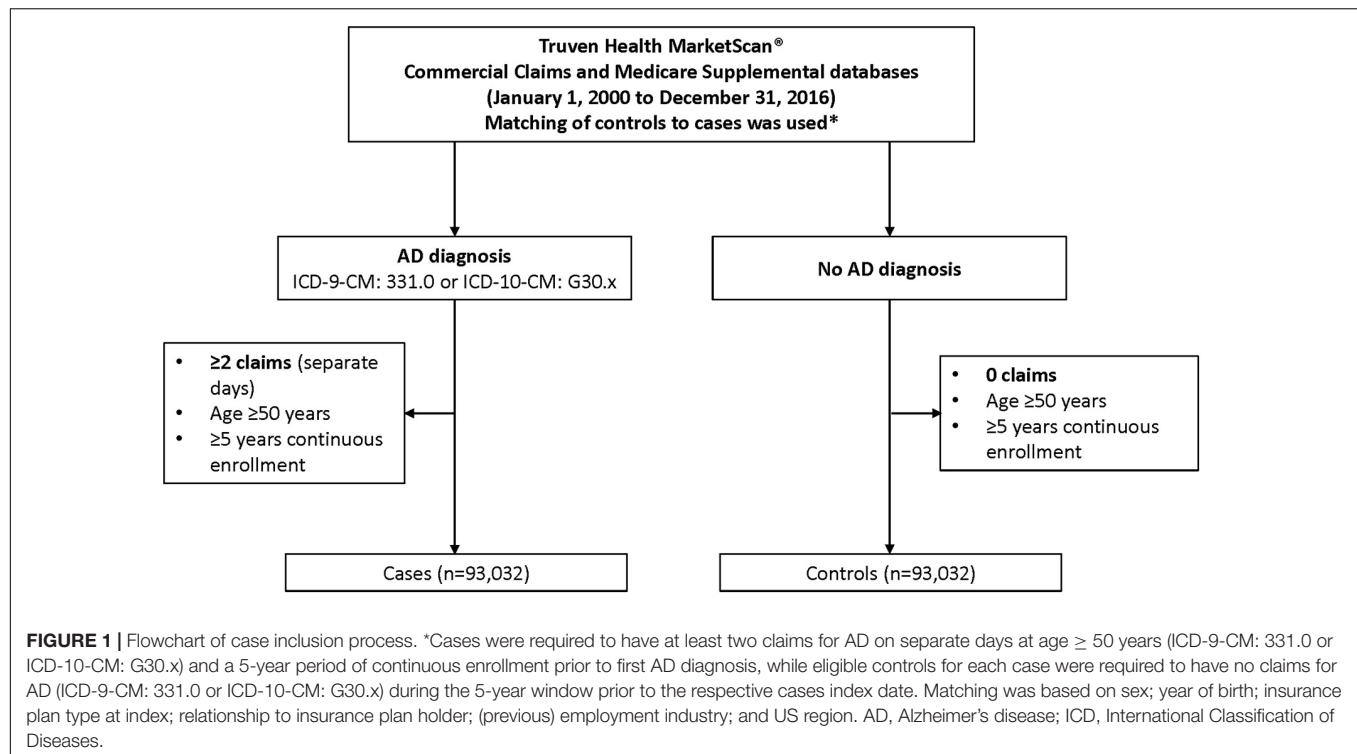 Truven Health MarketScan®
Commercial Claims and Medicare Supplemental databases
(January 1, 2000 to December 31, 2016)
Matching of controls to cases was used*
AD diagnosis
ICD-9-CM: 331.0 or ICD-10-CM: G30.x
No AD diagnosis
• ≥2 claims (separate
days)
• Age ≥50 years
• ≥5 years continuous
enrollment
• 0 claims
• Age ≥50 years
• ≥5 years continuous
enrollment
Cases (n=93,032)
Controls (n=93,032)
FIGURE 1 | Flowchart of case inclusion process. *Cases were required to have at least two claims for AD on separate days at age ≥ 50 years (ICD-9-CM: 331.0 or
ICD-10-CM: G30.x) and a 5-year period of continuous enrollment prior to first AD diagnosis, while eligible controls for each case were required to have no claims for
AD (ICD-9-CM: 331.0 or ICD-10-CM: G30.x) during the 5-year window prior to the respective cases index date. Matching was based on sex; year of birth; insurance
plan type at index; relationship to insurance plan holder; (previous) employment industry; and US region. AD, Alzheimer's disease; ICD, International Classification of
Diseases.